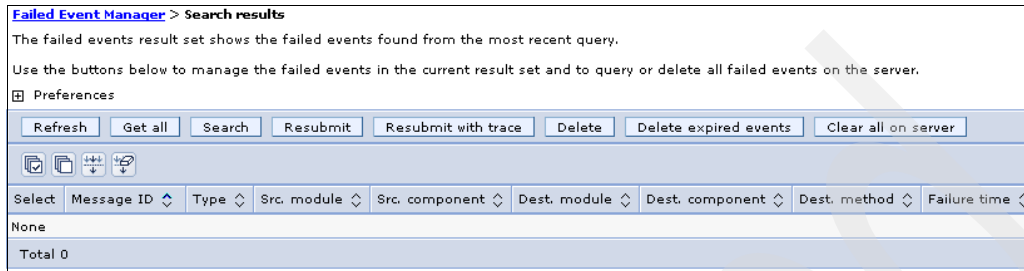 Failed Event Manager > Search results
The failed events result set shows the failed events found from the most recent query.
Use the buttons below to manage the failed events in the current result set and to query or delete all failed events on the server.
Preferences
Refresh Get all Search Resubmit Resubmit with trace Delete Delete expired events Clear all on server
Select Message ID Type Src. module Src. component Dest. module Dest. component Dest. method Failure time
None
Total 0